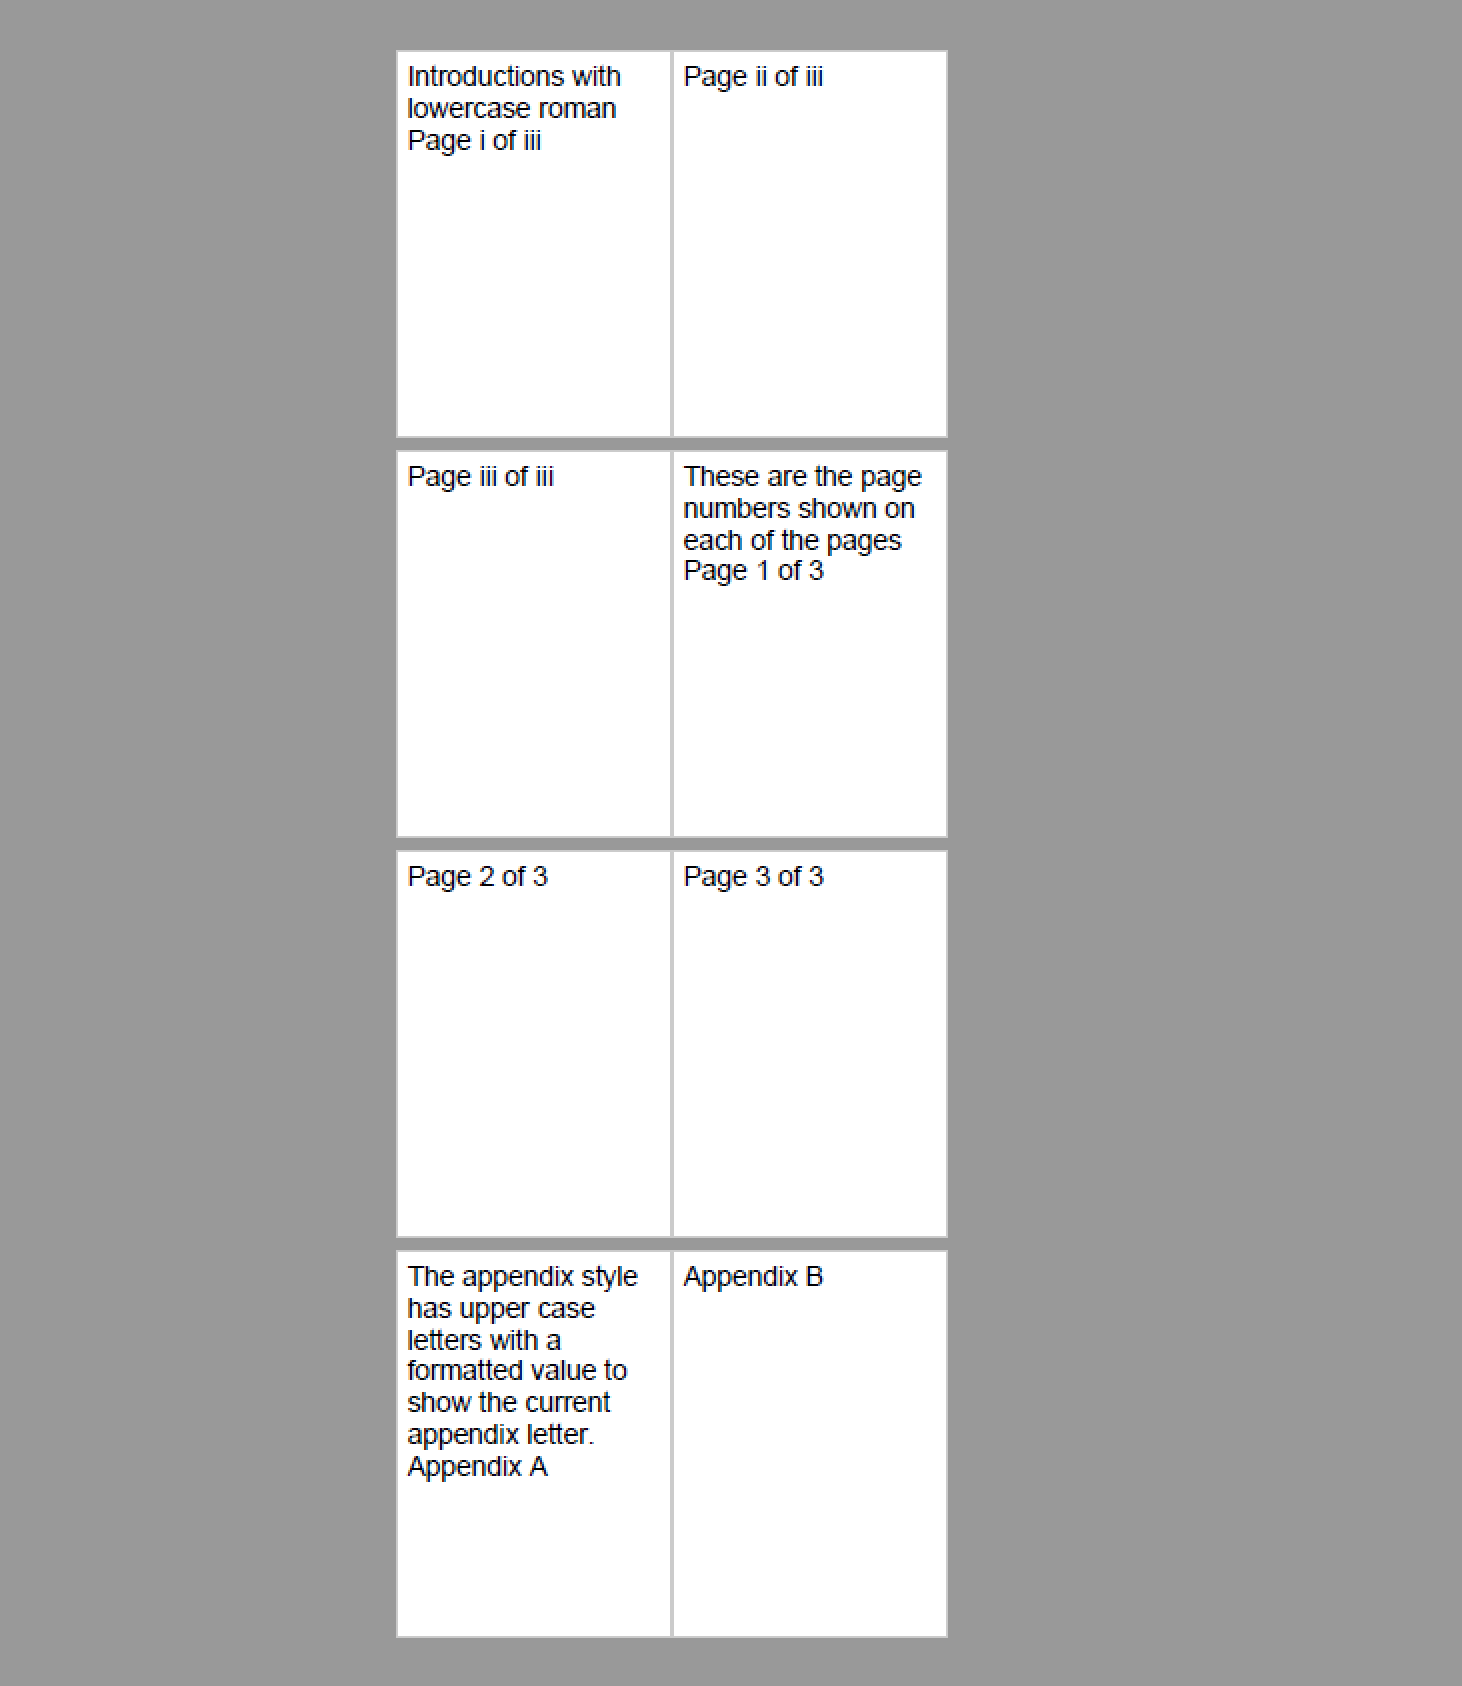 Introductions with
lowercase roman
Page i of iii
Page ii of iii
Page iii of iii
These are the page
numbers shown on
each of the pages
Page 1 of 3
Page 2 of 3
Page 3 of 3
The appendix style
has upper case
letters with a
formatted value to
show the current
appendix letter.
Appendix A
Appendix B